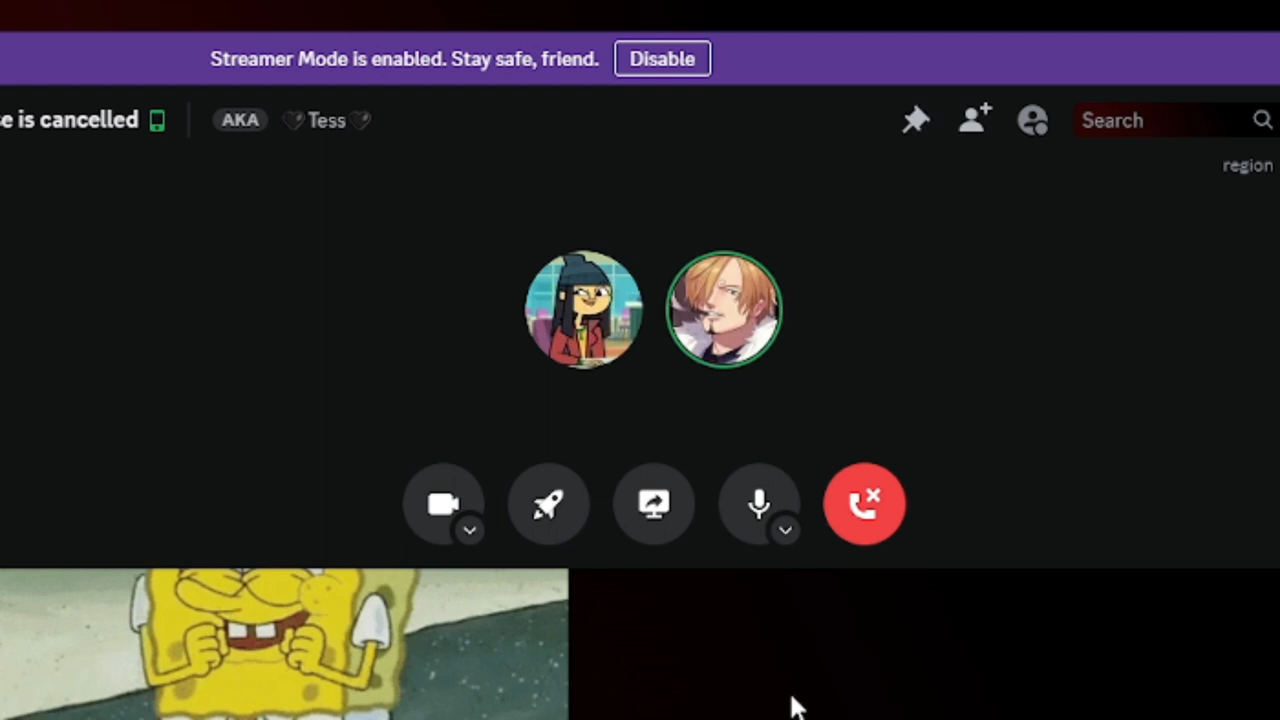 Streamer Mode is enabled. Stay safe, friend. Disable
e is cancelled AKA 🖤Tess🖤 Search
region